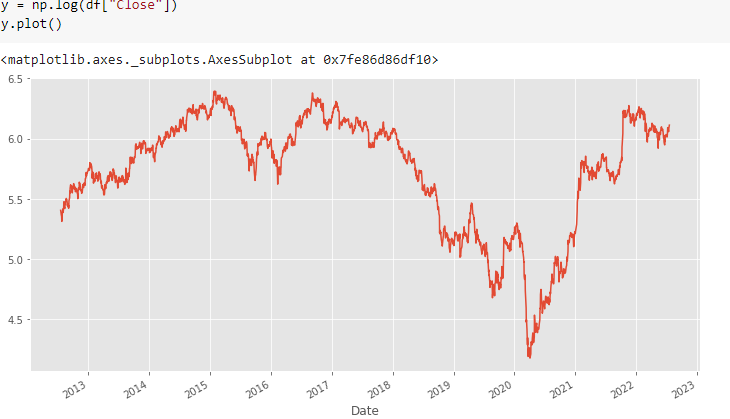 y = np.log(df["Close"])
y.plot()
<matplotlib.axes._subplots.AxesSubplot at 0x7fe86d86df10>
6.5
6.0
5.5
5.0
4.5
2013 2014 2015 2016 2017 2018 2019 2020 2021 2022 2023
Date